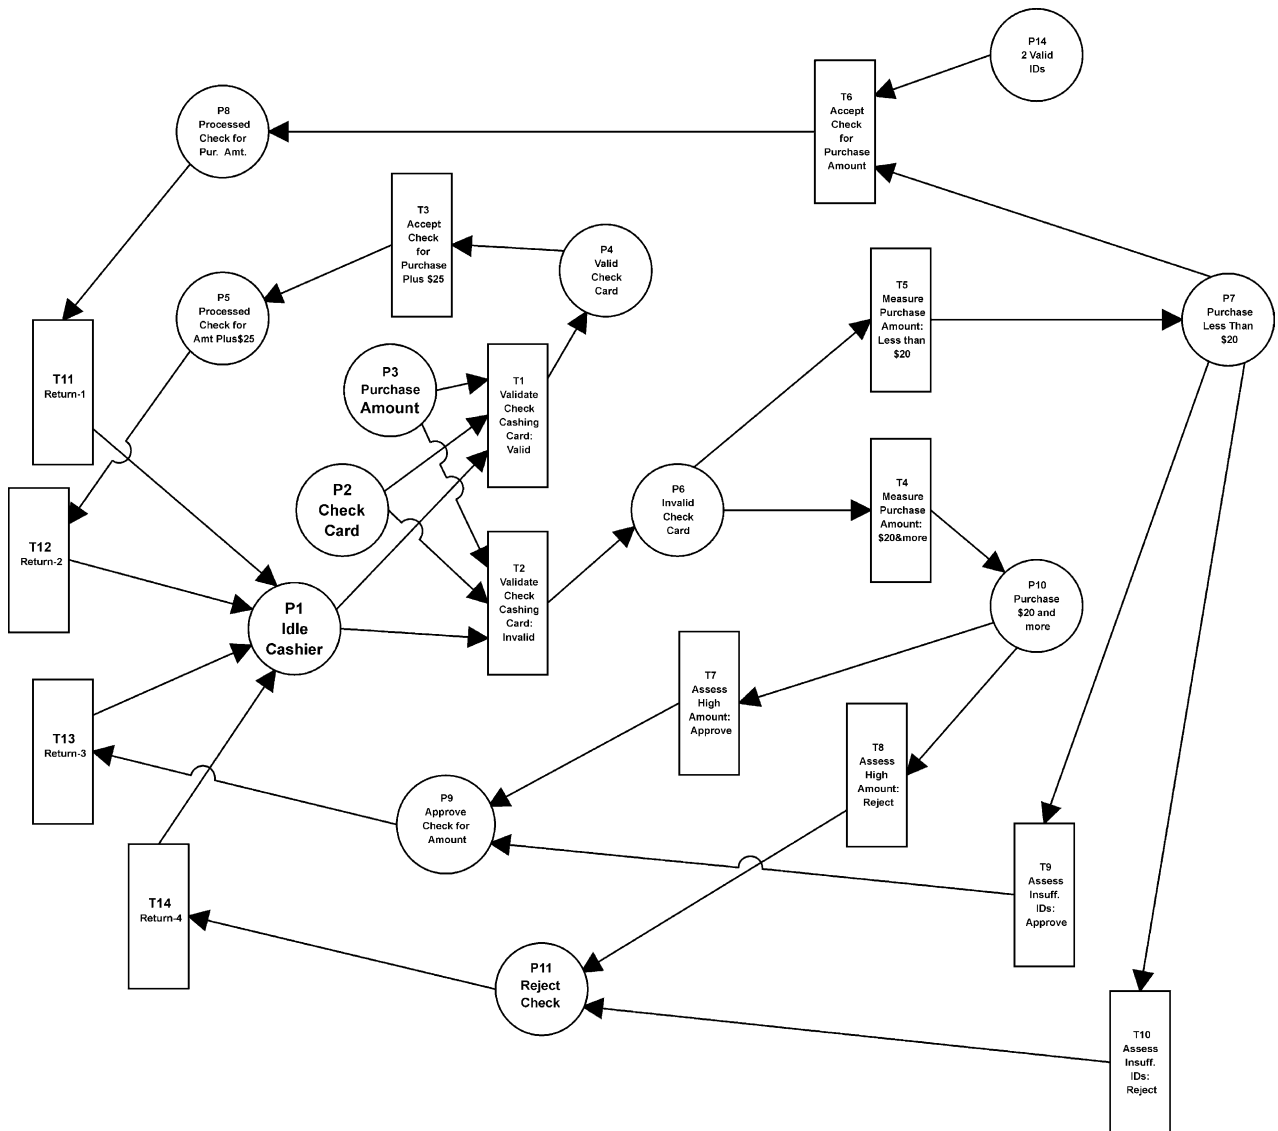 P14
2 Valid
IDs
T6
Accept
Check
for
Purchase
Amount
P8
Processed
Check for
Pur. Amt.
T3
Accept
Check
for
Purchase
Plus $25
P4
Valid
Check
Card
T5
Measure
Purchase
Amount:
Less than
$20
P7
Purchase
Less Than
$20
P5
Processed
Check for
Amt Plus$25
T11
Return-1
P3
Purchase
Amount
T1
Validate
Check
Cashing
Card:
Valid
P2
Check
Card
P6
Invalid
Check
Card
T4
Measure
Purchase
Amount:
$20&more
T12
Return-2
T2
Validate
Check
Cashing
Card:
Invalid
P10
Purchase
$20 and
more
P1
Idle
Cashier
T7
Assess
High
Amount:
Approve
T13
Return-3
T8
Assess
High
Amount:
Reject
P9
Approve
Check for
Amount
T9
Assess
Insuff.
IDs:
Approve
T14
Return-4
P11
Reject
Check
T10
Assess
Insuff.
IDs:
Reject